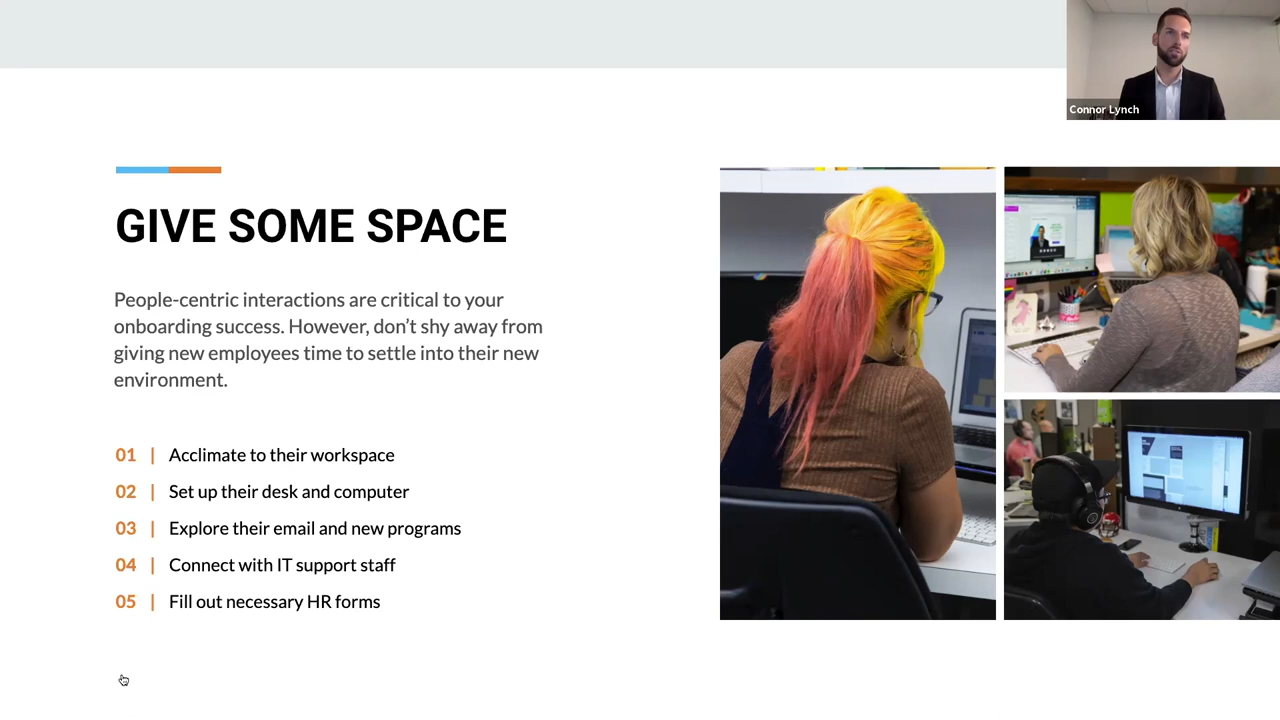 Connor Lynch
GIVE SOME SPACE
People-centric interactions are critical to your
onboarding success. However, don’t shy away from
giving new employees time to settle into their new
environment.
01 | Acclimate to their workspace
02 | Set up their desk and computer
03 | Explore their email and new programs
04 | Connect with IT support staff
05 | Fill out necessary HR forms